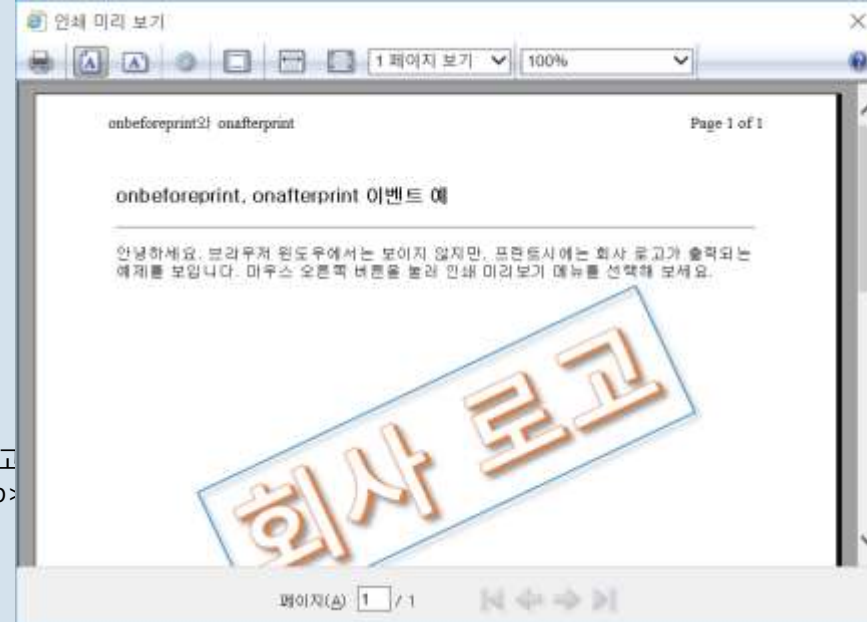 인쇄 미리 보기
1 페이지 보기 100%
onbeforeprint와 onafterprint Page 1 of 1
onbeforeprint, onafterprint 이벤트 예
안녕하세요. 브라우저 윈도우에서는 보이지 않지만, 프린트시에는 회사 로고가 출력되는
예제를 보입니다. 마우스 오른쪽 버튼을 눌러 인쇄 미리보기 메뉴를 선택해 보세요.
회사 로고
고
>
페이지(A) 1 / 1